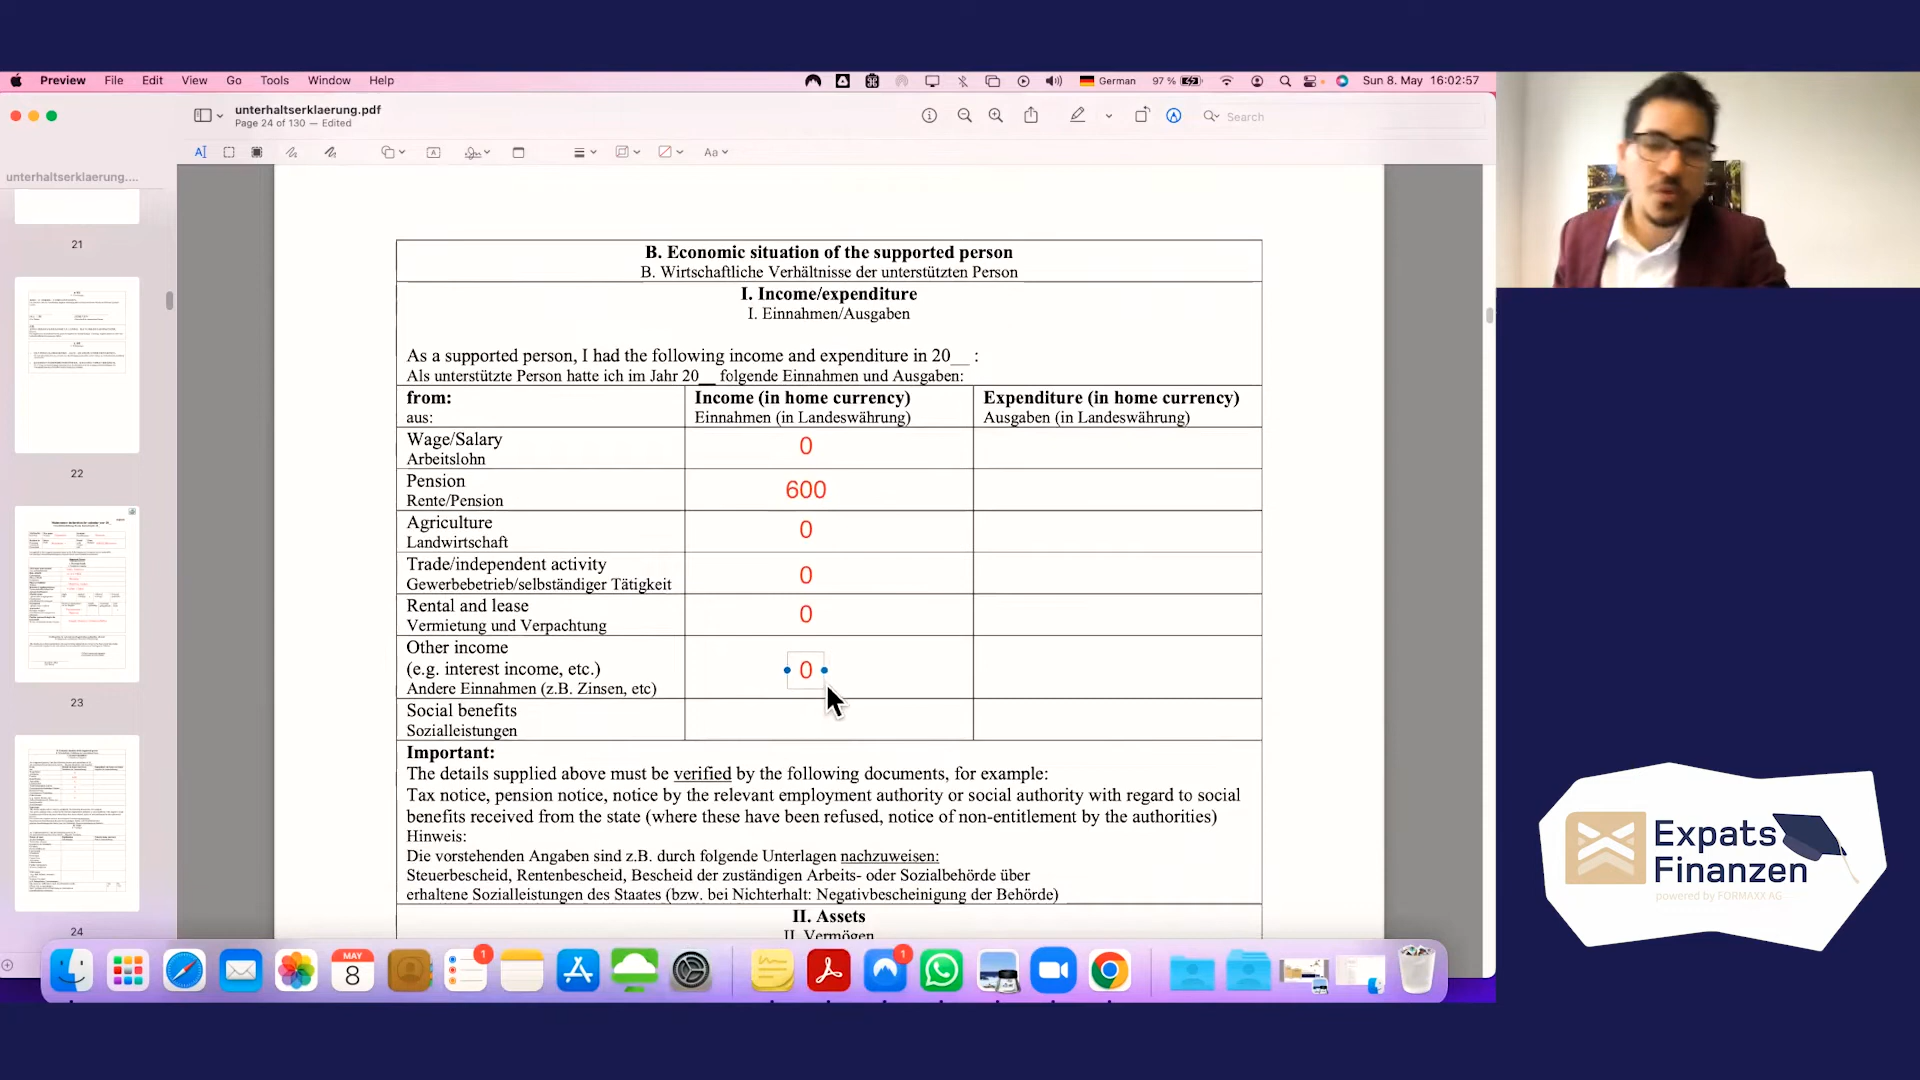 Preview File Edit View Go Tools Window Help
German 97 % Sun 8. May 16:02:57
unterhaltserklaerung.pdf
Page 24 of 130 — Edited
Search
Aa
unterhaltserklaerung....
21
22
23
24
B. Economic situation of the supported person
B. Wirtschaftliche Verhältnisse der unterstützten Person
I. Income/expenditure
I. Einnahmen/Ausgaben
As a supported person, I had the following income and expenditure in 20__ :
Als unterstützte Person hatte ich im Jahr 20__ folgende Einnahmen und Ausgaben:
from: Income (in home currency) Expenditure (in home currency)
aus: Einnahmen (in Landeswährung) Ausgaben (in Landeswährung)
Wage/Salary 0
Arbeitslohn
Pension 600
Rente/Pension
Agriculture 0
Landwirtschaft
Trade/independent activity 0
Gewerbebetrieb/selbständiger Tätigkeit
Rental and lease 0
Vermietung und Verpachtung
Other income
(e.g. interest income, etc.) 0
Andere Einnahmen (z.B. Zinsen, etc)
Social benefits
Sozialleistungen
Important:
The details supplied above must be verified by the following documents, for example:
Tax notice, pension notice, notice by the relevant employment authority or social authority with regard to social
benefits received from the state (where these have been refused, notice of non-entitlement by the authorities)
Hinweis:
Die vorstehenden Angaben sind z.B. durch folgende Unterlagen nachzuweisen:
Steuerbescheid, Rentenbescheid, Bescheid der zuständigen Arbeits- oder Sozialbehörde über
erhaltene Sozialleistungen des Staates (bzw. bei Nichterhalt: Negativbescheinigung der Behörde)
II. Assets
II. Vermögen
MAY
8
1
1
Expats
Finanzen
powered by FORMAXX AG